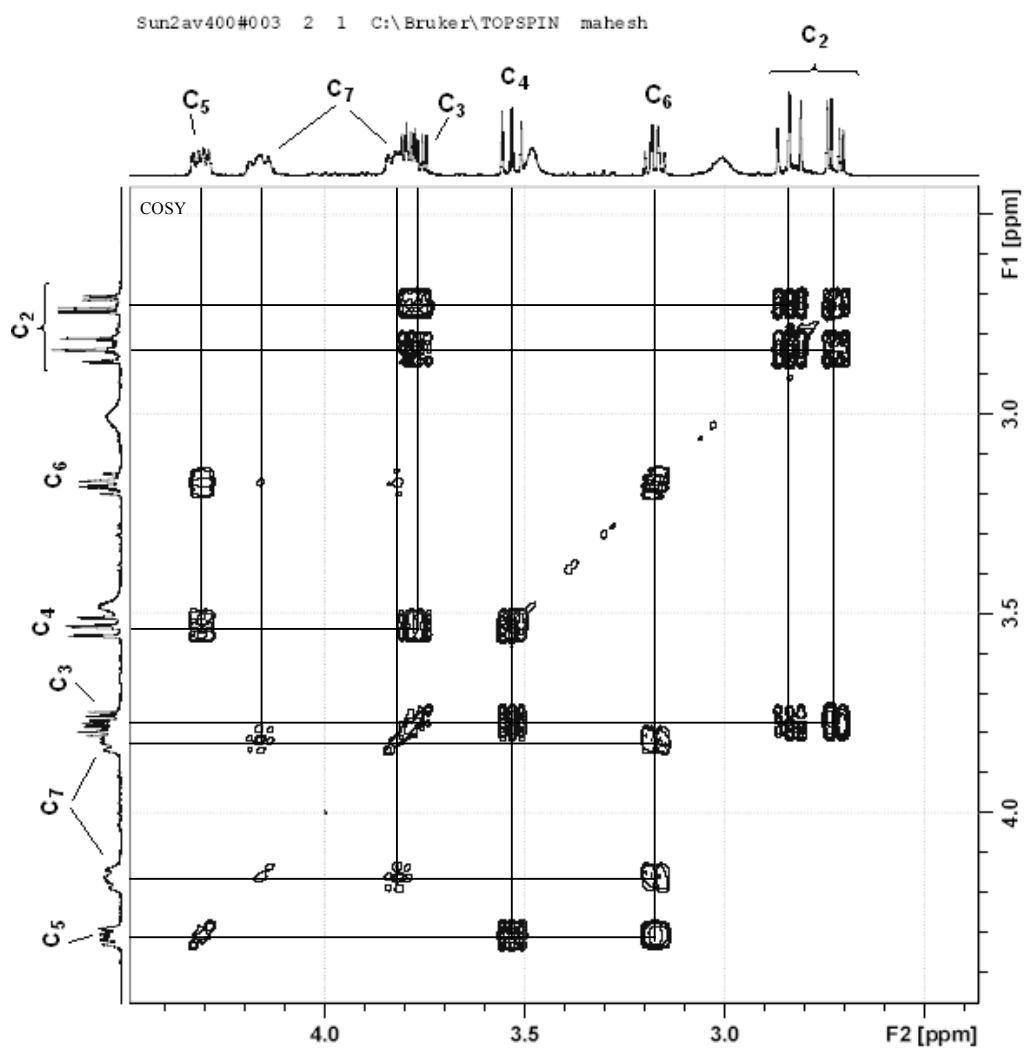 Sun2av400#003 2 1 C:\Bruker\TOPSPIN mahesh
C2
C4
C7
C6
C5
C3
COSY
F1 [ppm]
C2
3.0
C6
C4
3.5
C3
C7
4.0
C5
4.0 3.5 3.0 F2 [ppm]